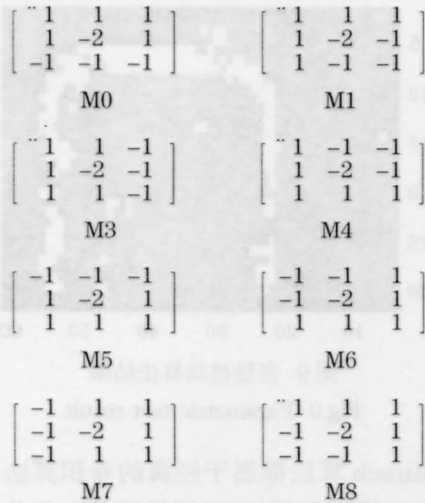 1 1 1 1 1 1
1 -2 1 1 -2 -1
-1 -1 -1 1 -1 -1
M0 M1
1 1 -1 1 -1 -1
1 -2 -1 1 -2 -1
1 1 -1 1 1 1
M3 M4
-1 -1 -1 -1 -1 1
1 -2 1 -1 -2 1
1 1 1 1 1 1
M5 M6
-1 1 1 1 1 1
-1 -2 1 -1 -2 1
-1 1 1 -1 -1 1
M7 M8